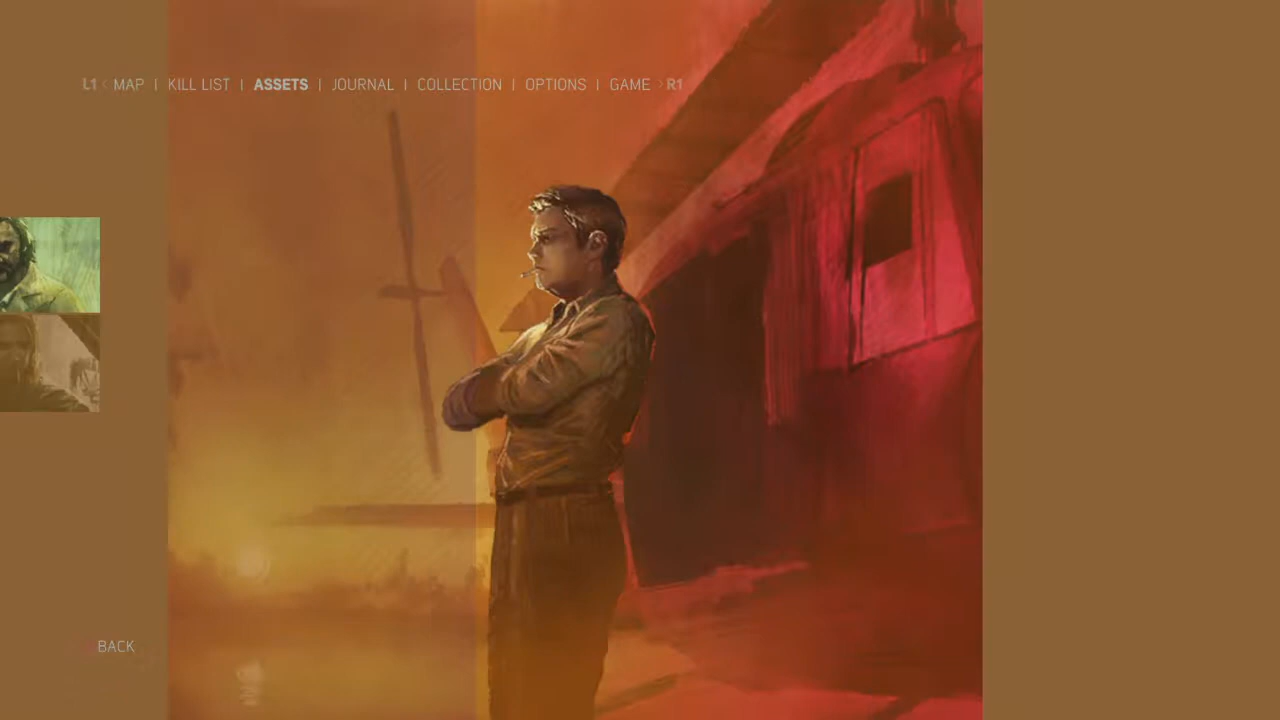 L1 < MAP | KILL LIST | ASSETS | JOURNAL | COLLECTION | OPTIONS | GAME > R1
BACK